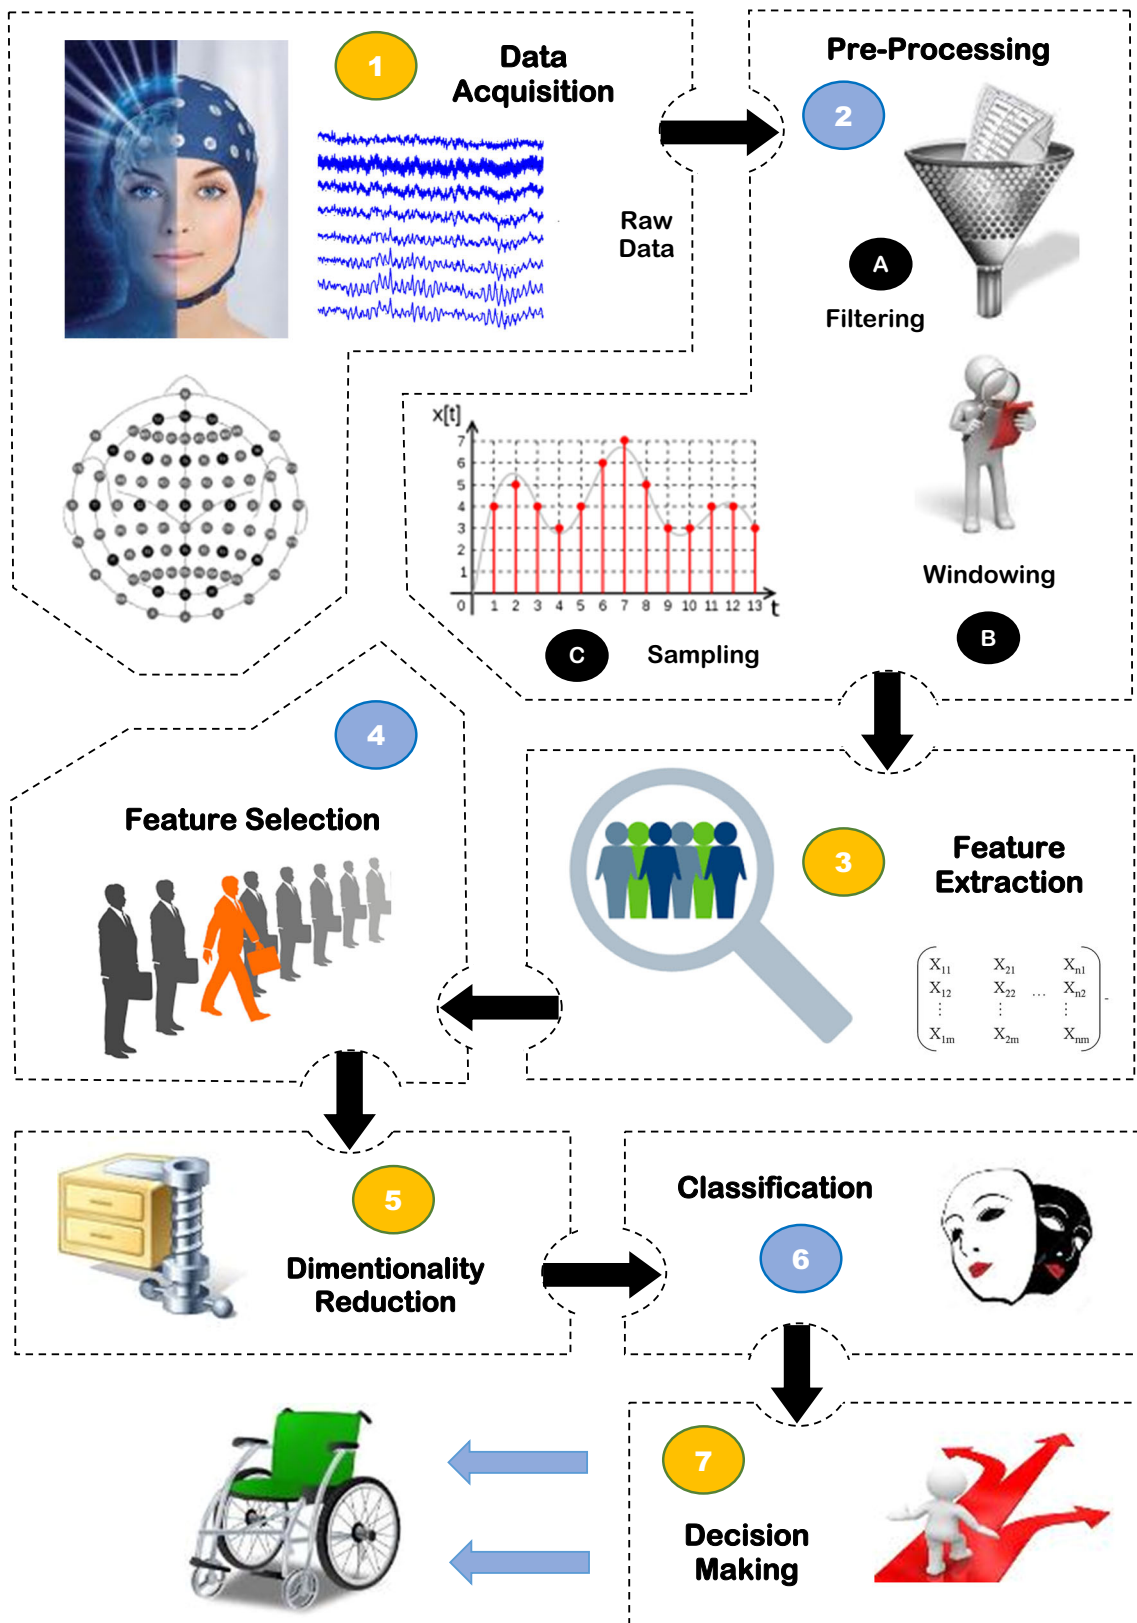 1
Data
Acquisition
Raw
Data
Pre-Processing
2
A
Filtering
Windowing
B
x[t]
7
6
5
4
3
2
1
0 1 2 3 4 5 6 7 8 9 10 11 12 13 t
C Sampling
3
Feature
Extraction
X11 X21 Xn1
X12 X22 ... Xn2
⋮ ⋮ ⋮
X1m X2m Xnm
4
Feature Selection
5
Dimentionality
Reduction
Classification
6
7
Decision
Making